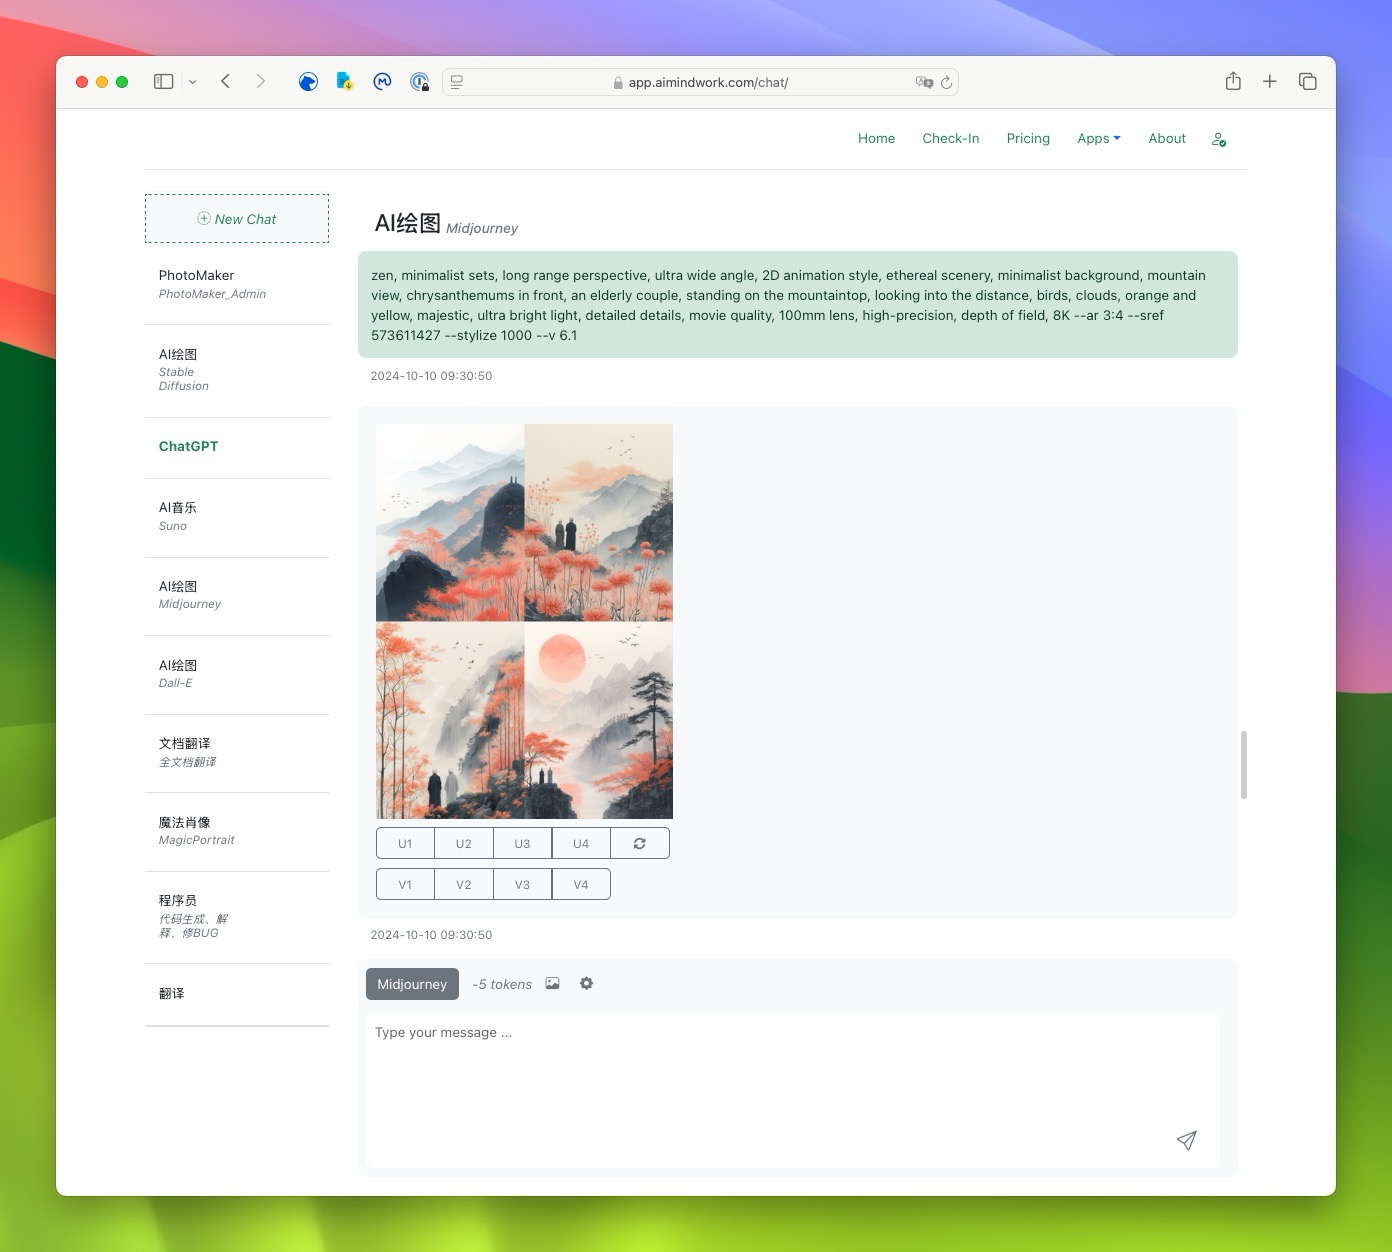 app.aimindwork.com/chat/
Home
Check-In
Pricing
Apps
About
New Chat
PhotoMaker
PhotoMaker_Admin
AI绘图
Stable
Diffusion
ChatGPT
AI音乐
Suno
AI绘图
Midjourney
AI绘图
Dall-E
文档翻译
全文档翻译
魔法肖像
MagicPortrait
程序员
代码生成、解
释、修BUG
翻译
AI绘图 Midjourney
zen, minimalist sets, long range perspective, ultra wide angle, 2D animation style, ethereal scenery, minimalist background, mountain
view, chrysanthemums in front, an elderly couple, standing on the mountaintop, looking into the distance, birds, clouds, orange and
yellow, majestic, ultra bright light, detailed details, movie quality, 100mm lens, high-precision, depth of field, 8K --ar 3:4 --sref
573611427 --stylize 1000 --v 6.1
2024-10-10 09:30:50
U1
U2
U3
U4
V1
V2
V3
V4
2024-10-10 09:30:50
Midjourney
-5 tokens
Type your message ...